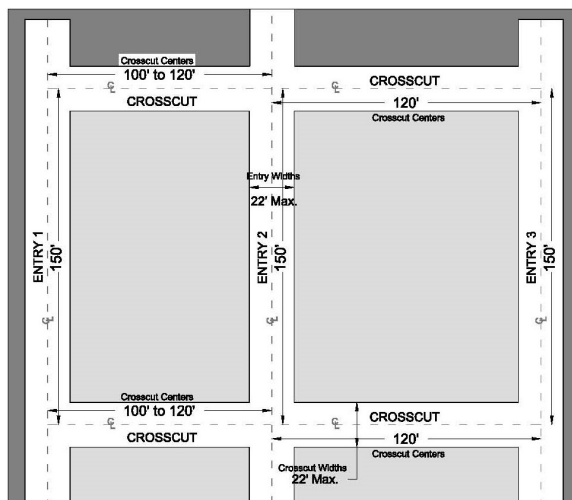 Crosscut Centers
100' to 120'
CROSSCUT
℄
℄
120'
CROSSCUT
Crosscut Centers
Entry Widths
22' Max.
ENTRY 1
150'
ENTRY 2
150'
ENTRY 3
150'
℄
℄
℄
Crosscut Centers
100' to 120'
CROSSCUT
℄
℄
120'
CROSSCUT
Crosscut Centers
Crosscut Widths
22' Max.